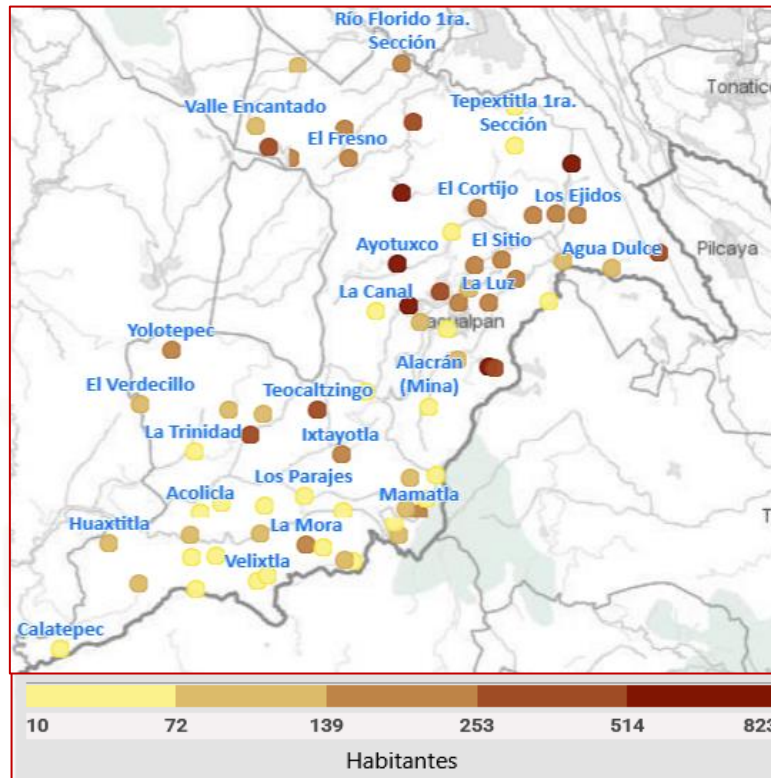 Río Florido 1ra.
Sección
Tonatico
Valle Encantado
Tepextitla 1ra.
Sección
El Fresno
El Cortijo
Los Ejidos
Ayotuxco
El Sitio
Agua Dulce
Pilcaya
La Canal
La Luz
Yolotepec
Alacrán
(Mina)
El Verdecillo
Teocaltzingo
La Trinidad
Ixtayotla
Los Parajes
Acolicla
Mamatla
Huaxtitla
La Mora
Velixtla
Calatepec
10 72 139 253 514 823
Habitantes